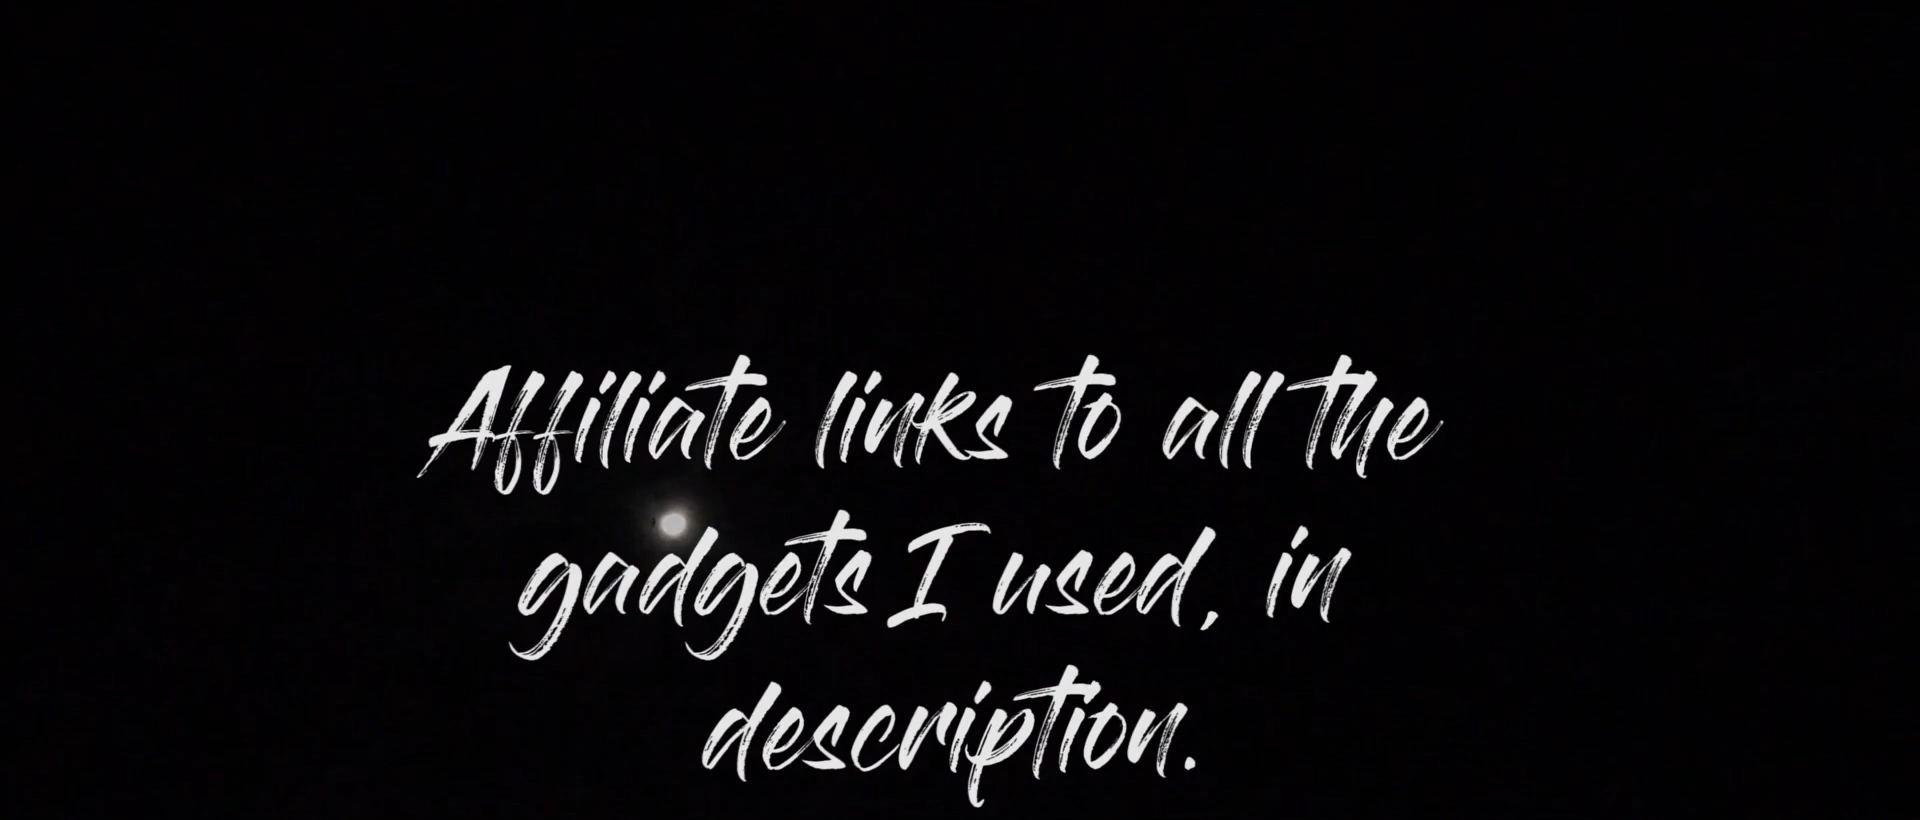 Affiliate links to all the
gadgets I used, in
description.